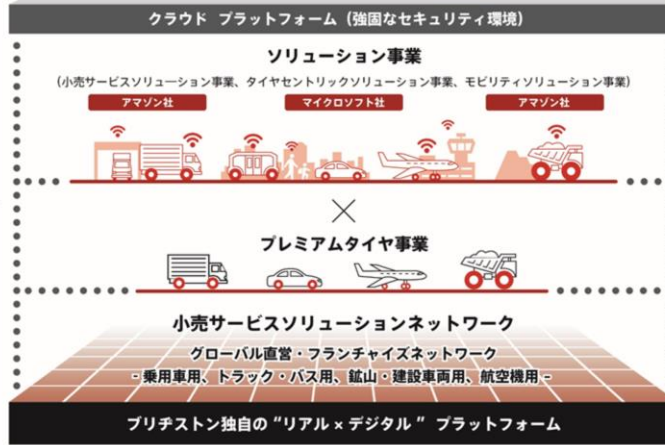 クラウド プラットフォーム（強固なセキュリティ環境）
ソリューション事業
（小売サービスソリューション事業、タイヤセントリックソリューション事業、モビリティソリューション事業）
アマゾン社 マイクロソフト社 アマゾン社
×
プレミアムタイヤ事業
小売サービスソリューションネットワーク
グローバル直営・フランチャイズネットワーク
- 乗用車用、トラック・バス用、鉱山・建設車両用、航空機用 -
ブリヂストン独自の“リアル×デジタル” プラットフォーム